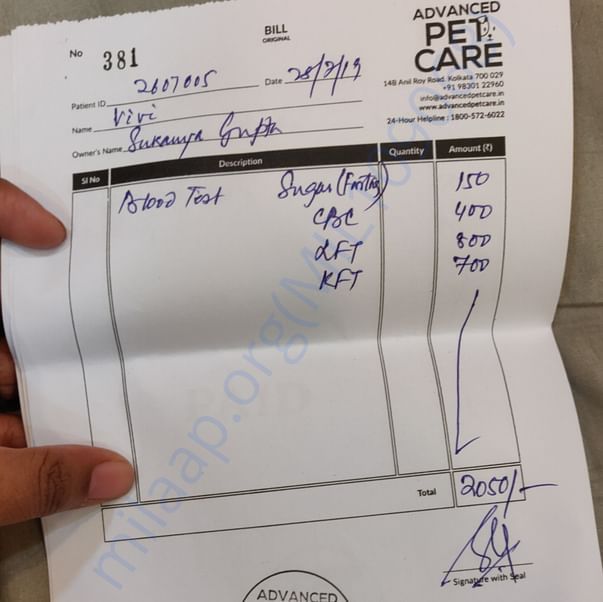 BILL
ORIGINAL
ADVANCED
PET
CARE
No 381
148 Anil Roy Road. Kolkata 700 029
+91 98301 22960
info@advancedpetcare.in
www.advancedpetcare.in
24-Hour Helpline : 1800-572-6022
Patient ID 2607005 Date 28/7/19
Name Vivi
Owner's Name Sukanya Gupta
Sl No Description Quantity Amount (₹)
Blood Test Sugar (Fasting) 150
CBC 400
LFT 800
KFT 700
Total 2050/-
Signature with Seal
ADVANCED